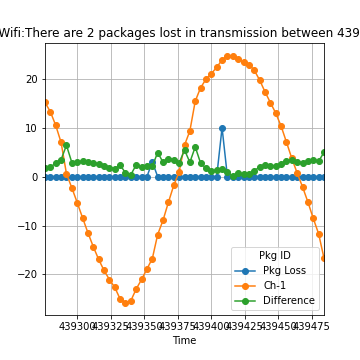 Wifi:There are 2 packages lost in transmission between 439
20
10
0
−10
−20
Pkg ID
Pkg Loss
Ch-1
Difference
439300 439325 439350 439375 439400 439425 439450 439475
Time